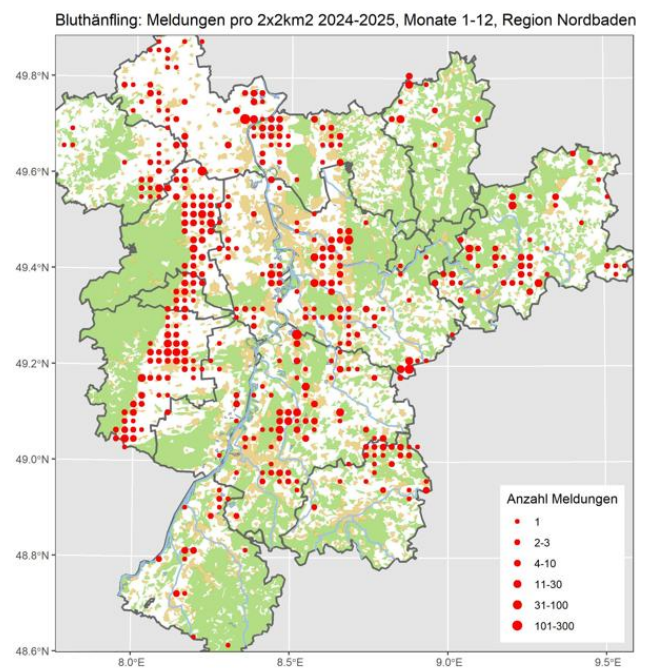 Bluthänfling: Meldungen pro 2x2km2 2024-2025, Monate 1-12, Region Nordbaden
49.8°N
49.6°N
49.4°N
49.2°N
49.0°N
48.8°N
48.6°N
Anzahl Meldungen
1
2-3
4-10
11-30
31-100
101-300
8.0°E 8.5°E 9.0°E 9.5°E